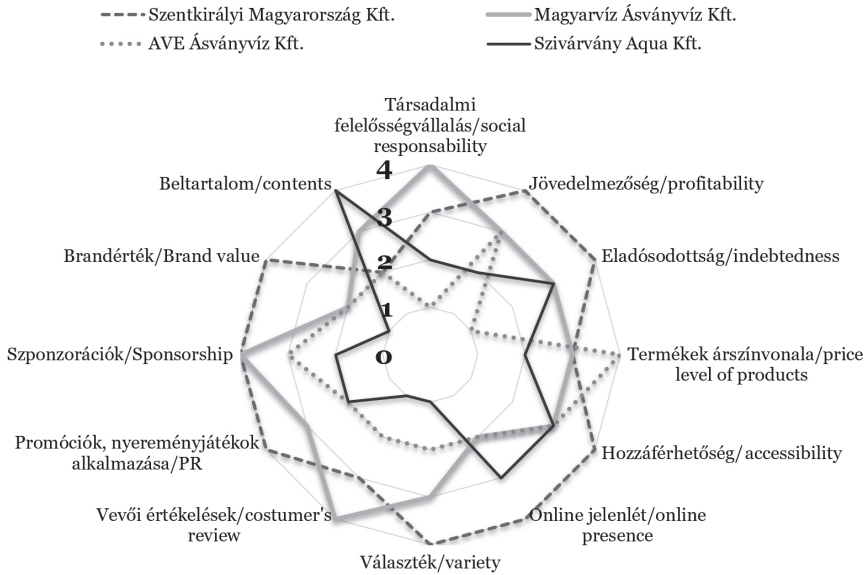 Szentkirályi Magyarország Kft.
Magyarvíz Ásványvíz Kft.
AVE Ásványvíz Kft.
Szivárvány Aqua Kft.
Társadalmi
felelősségvállalás/social
responsability
Beltartalom/contents
4
Jövedelmezőség/profitability
3
Brandérték/Brand value
2
Eladósodottság/indebtedness
1
Szponzorációk/Sponsorship
0
Termékek árszínvonala/price
level of products
Promóciók, nyereményjátékok
alkalmazása/PR
Hozzáférhetőség/accessibility
Vevői értékelések/costumer's
review
Online jelenlét/online
presence
Választék/variety